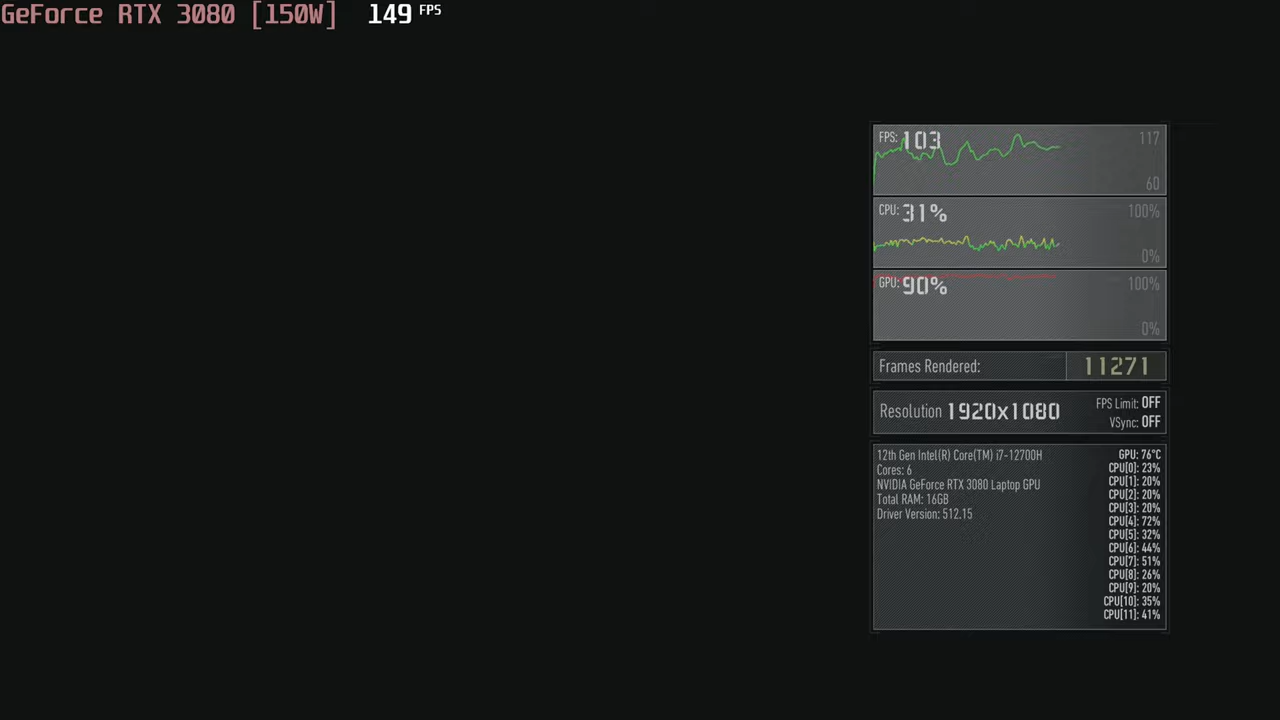 GeForce RTX 3080 [150W] 149 FPS
FPS: 103 117
60
CPU: 31% 100%
0%
GPU: 90% 100%
0%
Frames Rendered: 11271
Resolution 1920x1080 FPS Limit: OFF
VSync: OFF
12th Gen Intel(R) Core(TM) i7-12700H
Cores: 6
NVIDIA GeForce RTX 3080 Laptop GPU
Total RAM: 16GB
Driver Version: 512.15
GPU: 76°C
CPU[0]: 23%
CPU[1]: 20%
CPU[2]: 20%
CPU[3]: 20%
CPU[4]: 72%
CPU[5]: 32%
CPU[6]: 44%
CPU[7]: 51%
CPU[8]: 26%
CPU[9]: 20%
CPU[10]: 35%
CPU[11]: 41%